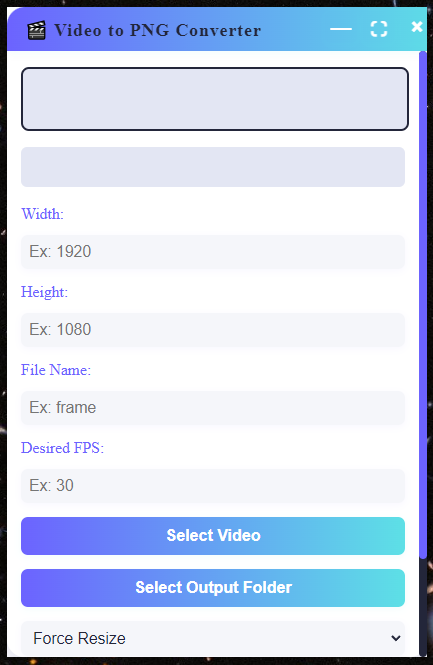 🎬 Video to PNG Converter
Width:
Ex: 1920
Height:
Ex: 1080
File Name:
Ex: frame
Desired FPS:
Ex: 30
Select Video
Select Output Folder
Force Resize